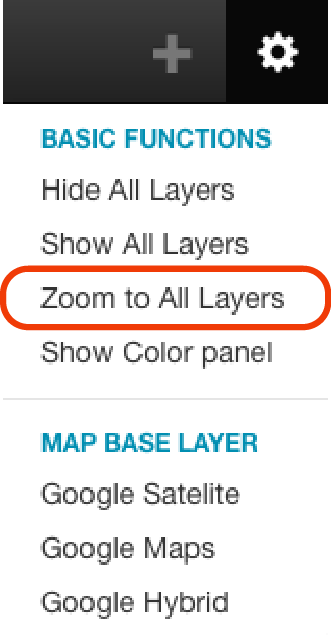 BASIC FUNCTIONS
Hide All Layers
Show All Layers
Zoom to All Layers
Show Color panel
MAP BASE LAYER
Google Satelite
Google Maps
Google Hybrid